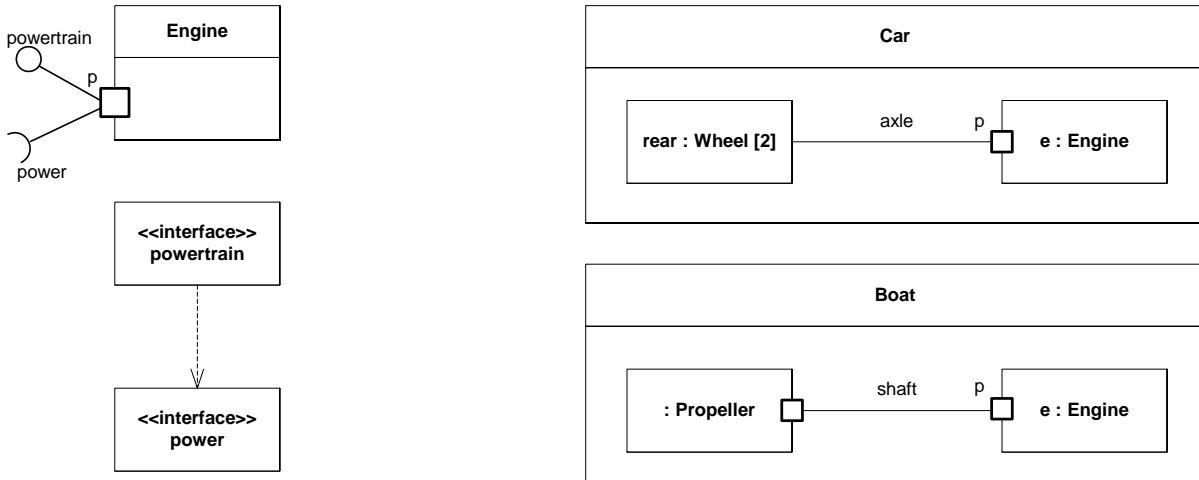 powertrain
Engine
p
power
<<interface>>
powertrain
<<interface>>
power
Car
rear : Wheel [2]
axle
p
e : Engine
Boat
: Propeller
shaft
p
e : Engine